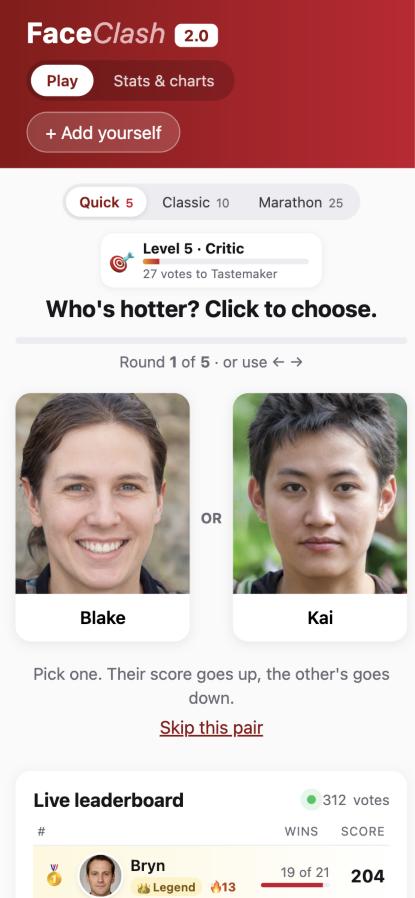 FaceClash 2.0
Play Stats & charts
+ Add yourself
Quick 5 Classic 10 Marathon 25
Level 5 · Critic
27 votes to Tastemaker
Who's hotter? Click to choose.
Round 1 of 5 · or use ← →
OR
Blake Kai
Pick one. Their score goes up, the other's goes
down.
Skip this pair
Live leaderboard 312 votes
# WINS SCORE
Bryn
Legend 13
19 of 21
204